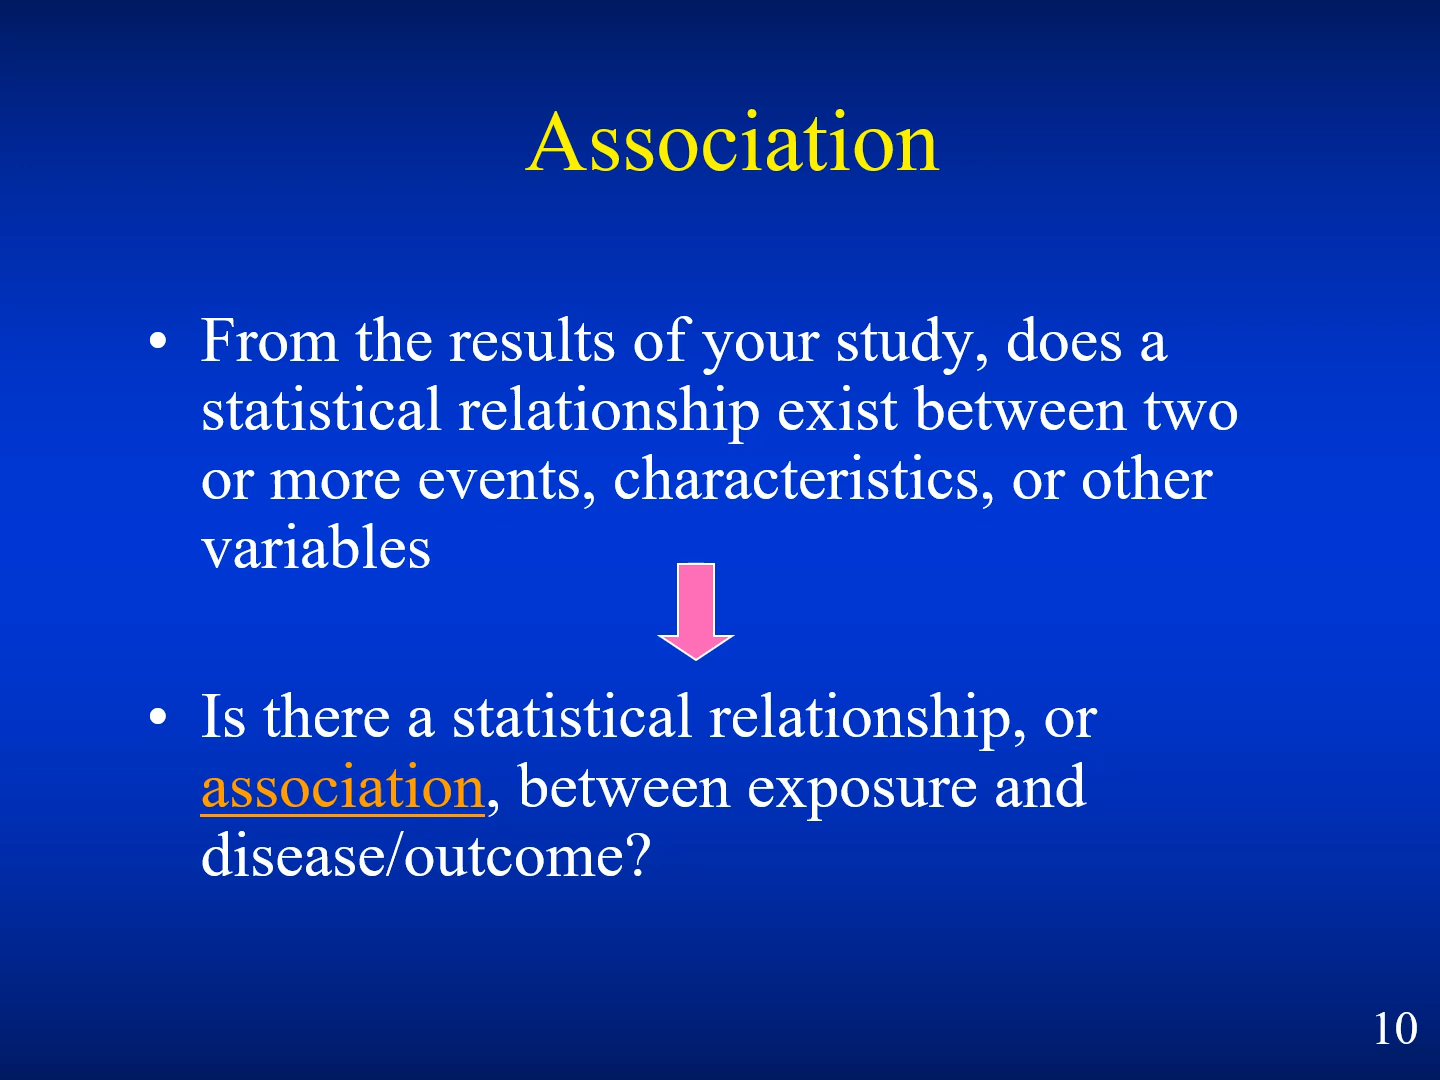 Association
• From the results of your study, does a
statistical relationship exist between two
or more events, characteristics, or other
variables
• Is there a statistical relationship, or
association, between exposure and
disease/outcome?
10